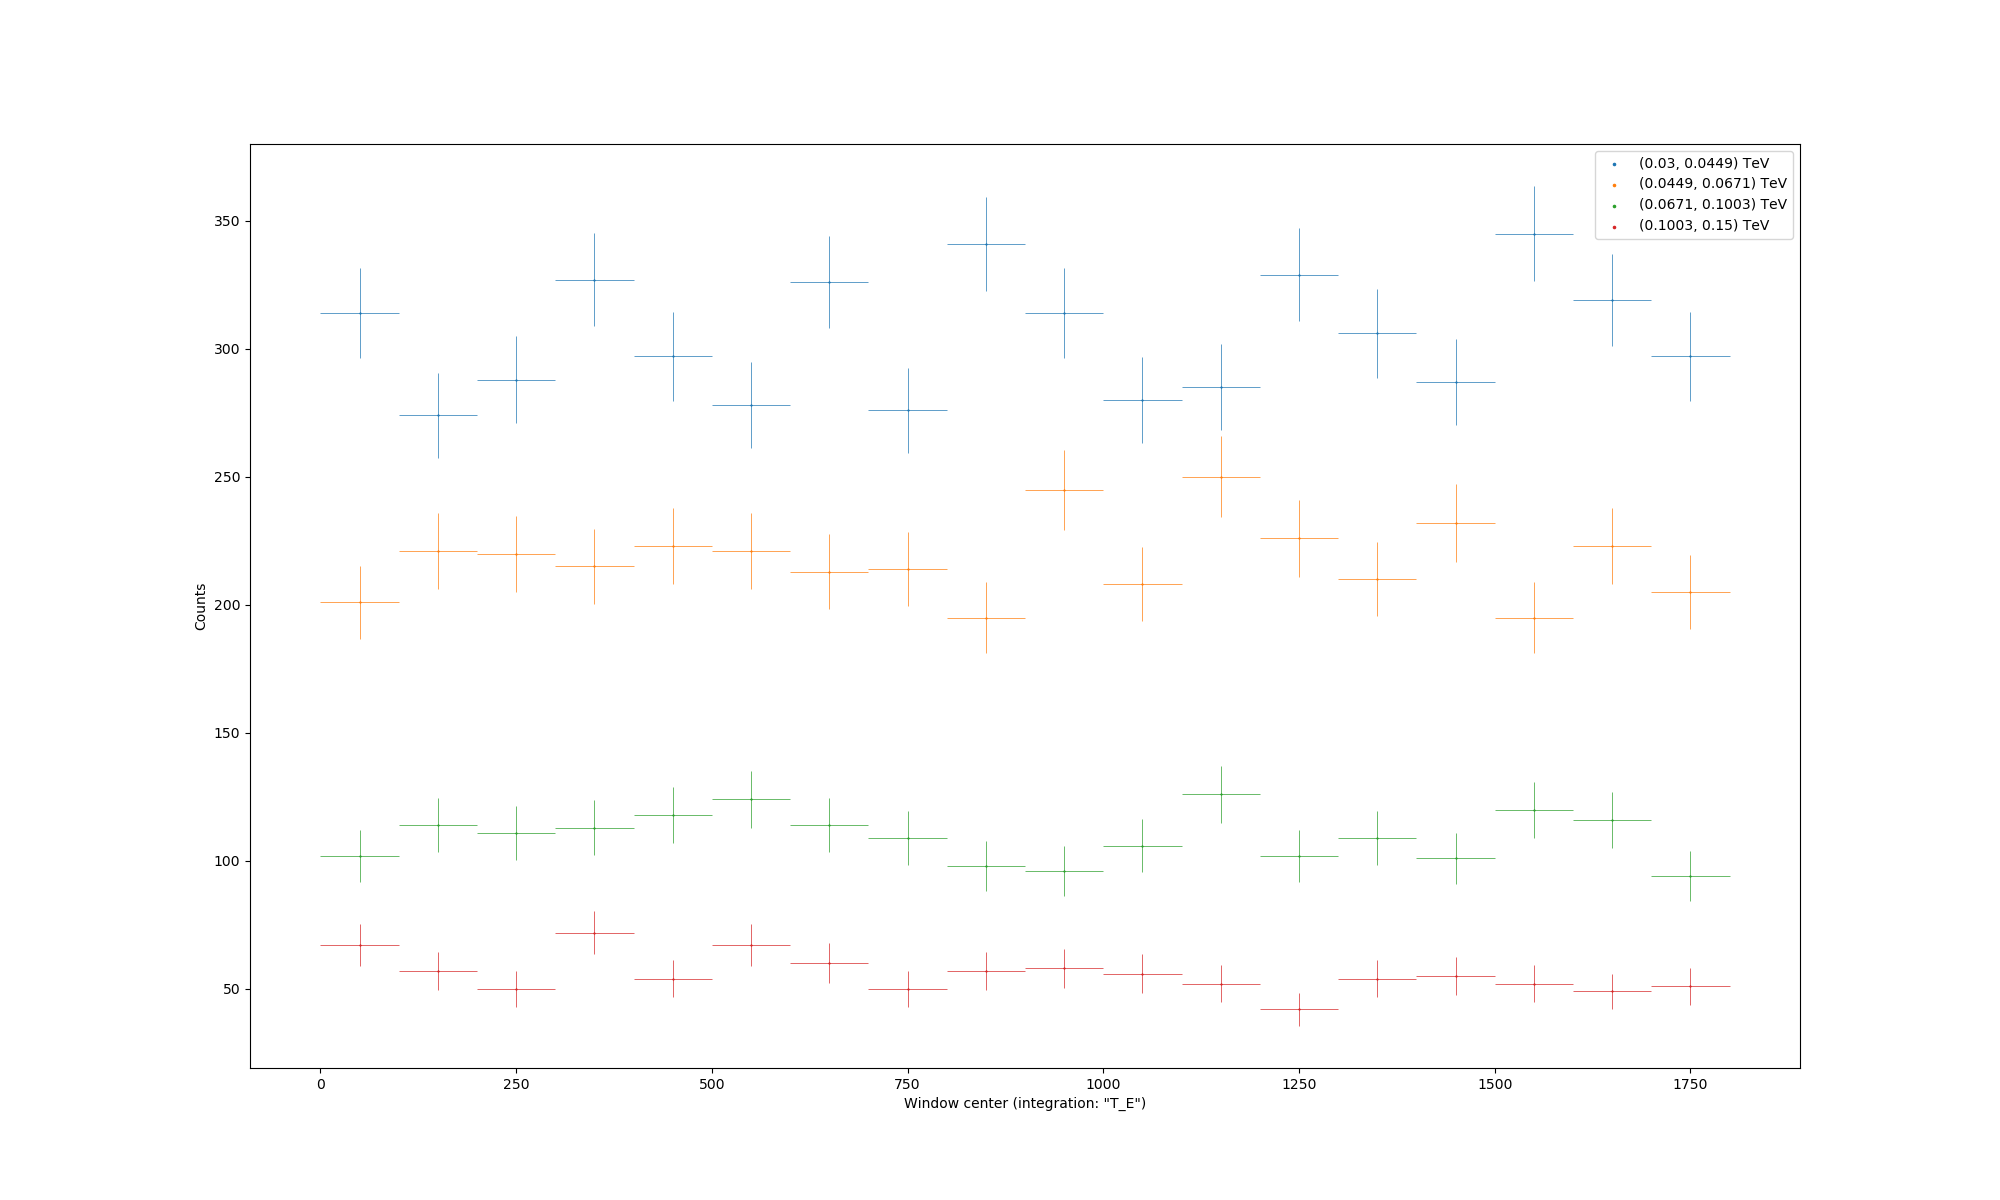 (0.03, 0.0449) TeV
(0.0449, 0.0671) TeV
(0.0671, 0.1003) TeV
(0.1003, 0.15) TeV
350
300
250
200
150
100
50
Counts
0 250 500 750 1000 1250 1500 1750
Window center (integration: "T_E")